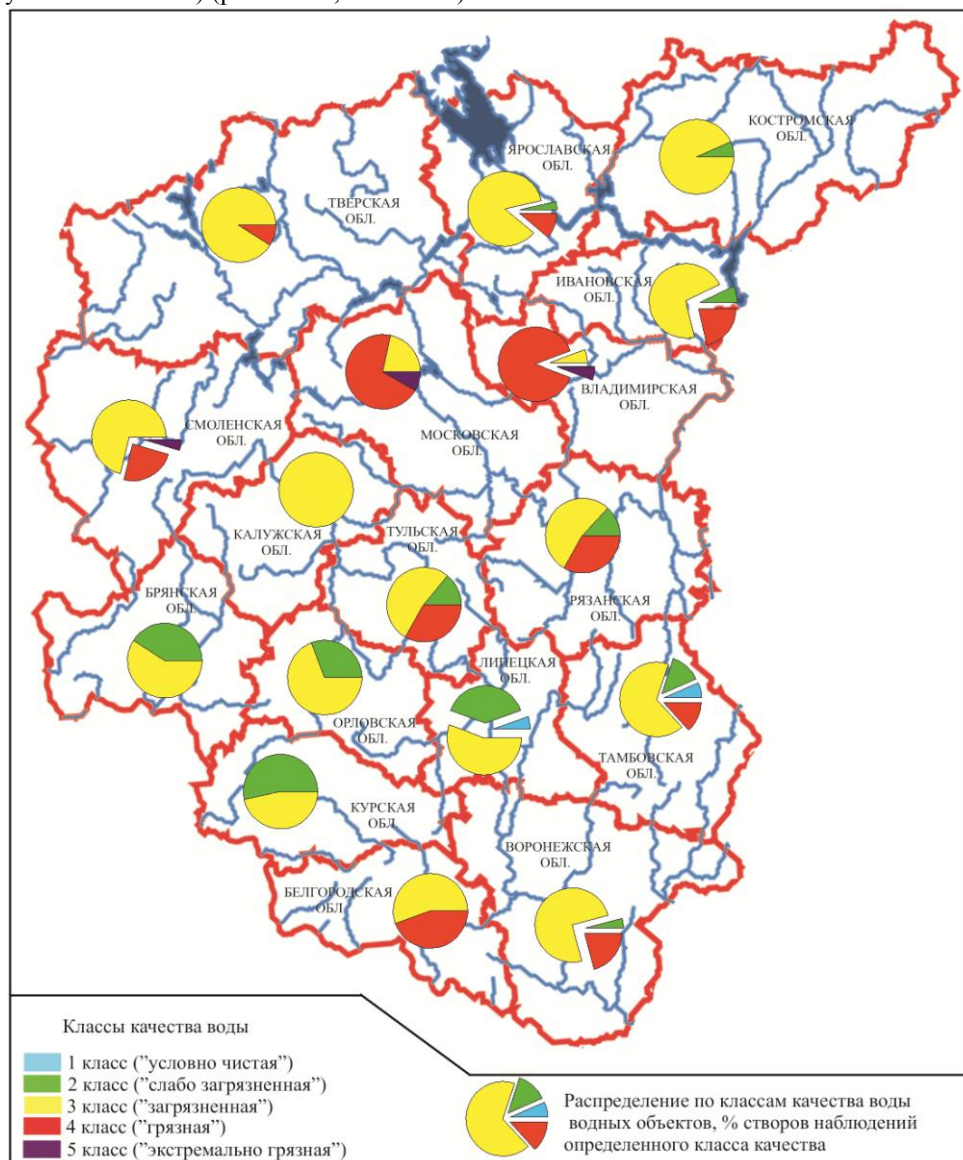 КОСТРОМСКАЯ
ОБЛ.
ЯРОСЛАВСКАЯ
ОБЛ.
ТВЕРСКАЯ
ОБЛ.
ИВАНОВСКАЯ
ОБЛ.
ВЛАДИМИРСКАЯ
ОБЛ.
СМОЛЕНСКАЯ
ОБЛ.
МОСКОВСКАЯ
ОБЛ.
КАЛУЖСКАЯ
ОБЛ.
ТУЛЬСКАЯ
ОБЛ.
БРЯНСКАЯ
ОБЛ.
РЯЗАНСКАЯ
ОБЛ.
ЛИПЕЦКАЯ
ОБЛ.
ОРЛОВСКАЯ
ОБЛ.
ТАМБОВСКАЯ
ОБЛ.
КУРСКАЯ
ОБЛ.
ВОРОНЕЖСКАЯ
ОБЛ.
БЕЛГОРОДСКАЯ
ОБЛ.
Классы качества воды
1 класс (”условно чистая”)
2 класс (”слабо загрязненная”)
3 класс (”загрязненная”)
4 класс (”грязная”)
5 класс (”экстремально грязная”)
Распределение по классам качества воды
водных объектов, % створов наблюдений
определенного класса качества